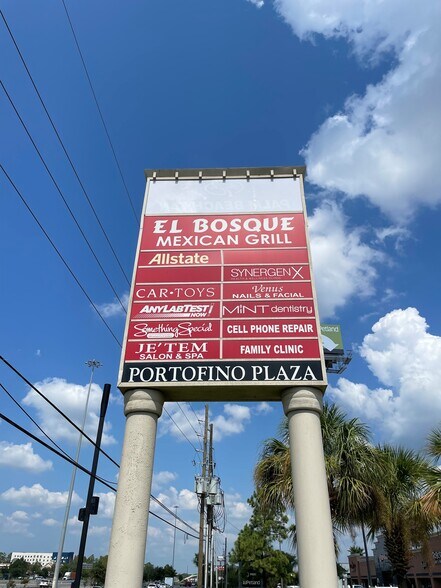 EL BOSQUE
MEXICAN GRILL
Allstate
SYNERGENX
CAR·TOYS
Venus
NAILS & FACIAL
ANYLABTEST
NOW
MiNT dentistry
Something Special
CELL PHONE REPAIR
JE'TEM
SALON & SPA
FAMILY CLINIC
PORTOFINO PLAZA